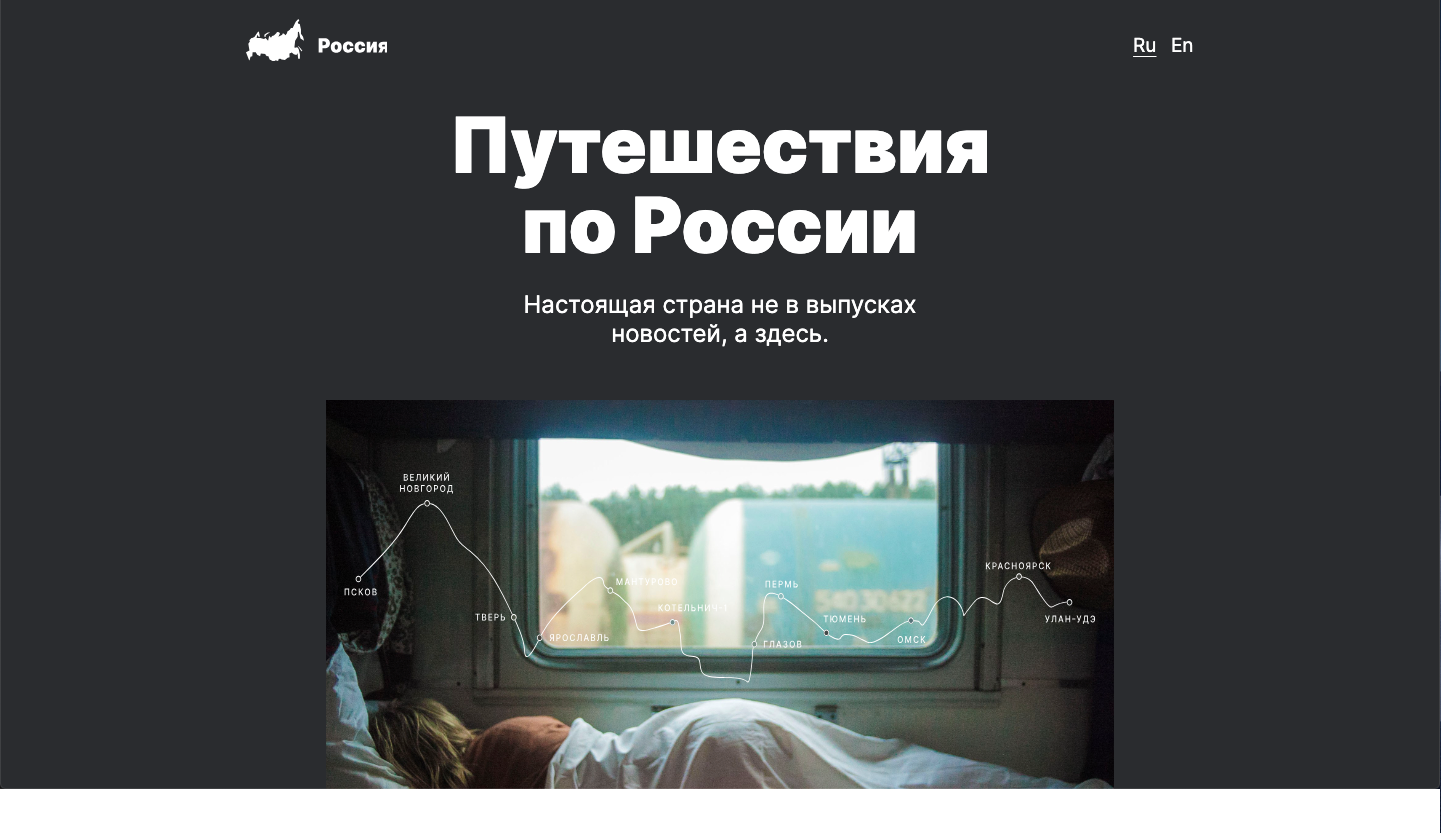 Россия
Ru En
Путешествия
по России
Настоящая страна не в выпусках
новостей, а здесь.
ВЕЛИКИЙ
НОВГОРОД
ПСКОВ
ТВЕРЬ
ЯРОСЛАВЛЬ
МАНТУРОВО
КОТЕЛЬНИЧ-1
ГЛАЗОВ
ПЕРМЬ
ТЮМЕНЬ
ОМСК
КРАСНОЯРСК
УЛАН-УДЭ
54030622